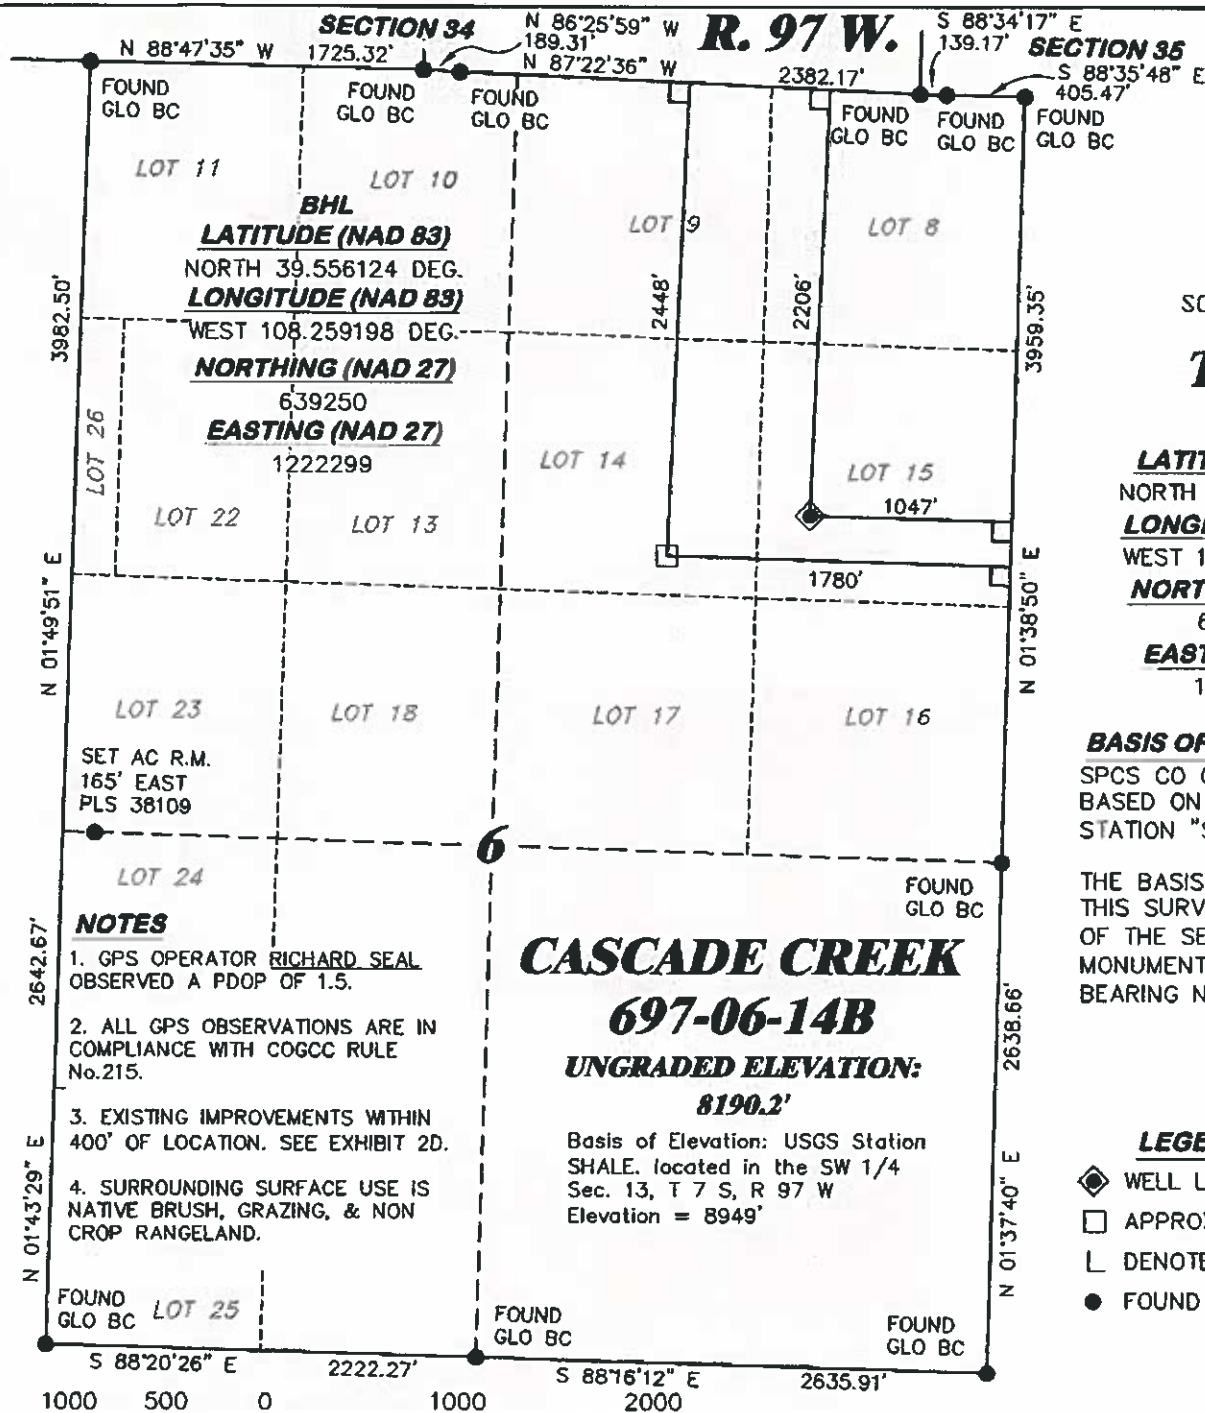 SECTION 34
N 86°25'59" W
189.31'
R. 97 W.
S 88°34'17" E
139.17'
SECTION 35
N 88°47'35" W
1725.32'
N 87°22'36" W
2382.17'
S 88°35'48" E
405.47'
FOUND
GLO BC
FOUND
GLO BC
FOUND
GLO BC
FOUND
GLO BC
FOUND
GLO BC
FOUND
GLO BC
LOT 11
LOT 10
LOT 9
LOT 8
BHL
LATITUDE (NAD 83)
NORTH 39.556124 DEG.
LONGITUDE (NAD 83)
WEST 108.259198 DEG.
NORTHING (NAD 27)
639250
EASTING (NAD 27)
1222299
3982.50'
2448'
2206'
3959.35'
SC
T
LOT 26
LOT 22
LOT 13
LOT 14
LOT 15
1047'
1780'
LATIT
NORTH
LONGI
WEST 1
NORT
6
EAST
1
N 01°49'51" E
N 01°38'50" E
LOT 23
LOT 18
LOT 17
LOT 16
SET AC R.M.
165' EAST
PLS 38109
BASIS OF
SPCS CO
BASED ON
STATION "S
6
LOT 24
FOUND
GLO BC
THE BASIS
THIS SURV
OF THE SE
MONUMENT
BEARING N
NOTES
1. GPS OPERATOR RICHARD SEAL
OBSERVED A PDOP OF 1.5.
2. ALL GPS OBSERVATIONS ARE IN
COMPLIANCE WITH COGCC RULE
No.215.
3. EXISTING IMPROVEMENTS WITHIN
400' OF LOCATION. SEE EXHIBIT 2D.
4. SURROUNDING SURFACE USE IS
NATIVE BRUSH, GRAZING, & NON
CROP RANGELAND.
2642.67'
N 01°43'29" E
CASCADE CREEK
697-06-14B
UNGRADED ELEVATION:
8190.2'
Basis of Elevation: USGS Station
SHALE. located in the SW 1/4
Sec. 13, T 7 S, R 97 W
Elevation = 8949'
2638.66'
N 01°37'40" E
LEGE
WELL L
APPROX
DENOTE
FOUND
FOUND
GLO BC
LOT 25
FOUND
GLO BC
FOUND
GLO BC
S 88°20'26" E
2222.27'
S 88°16'12" E
2635.91'
1000 500 0 1000 2000